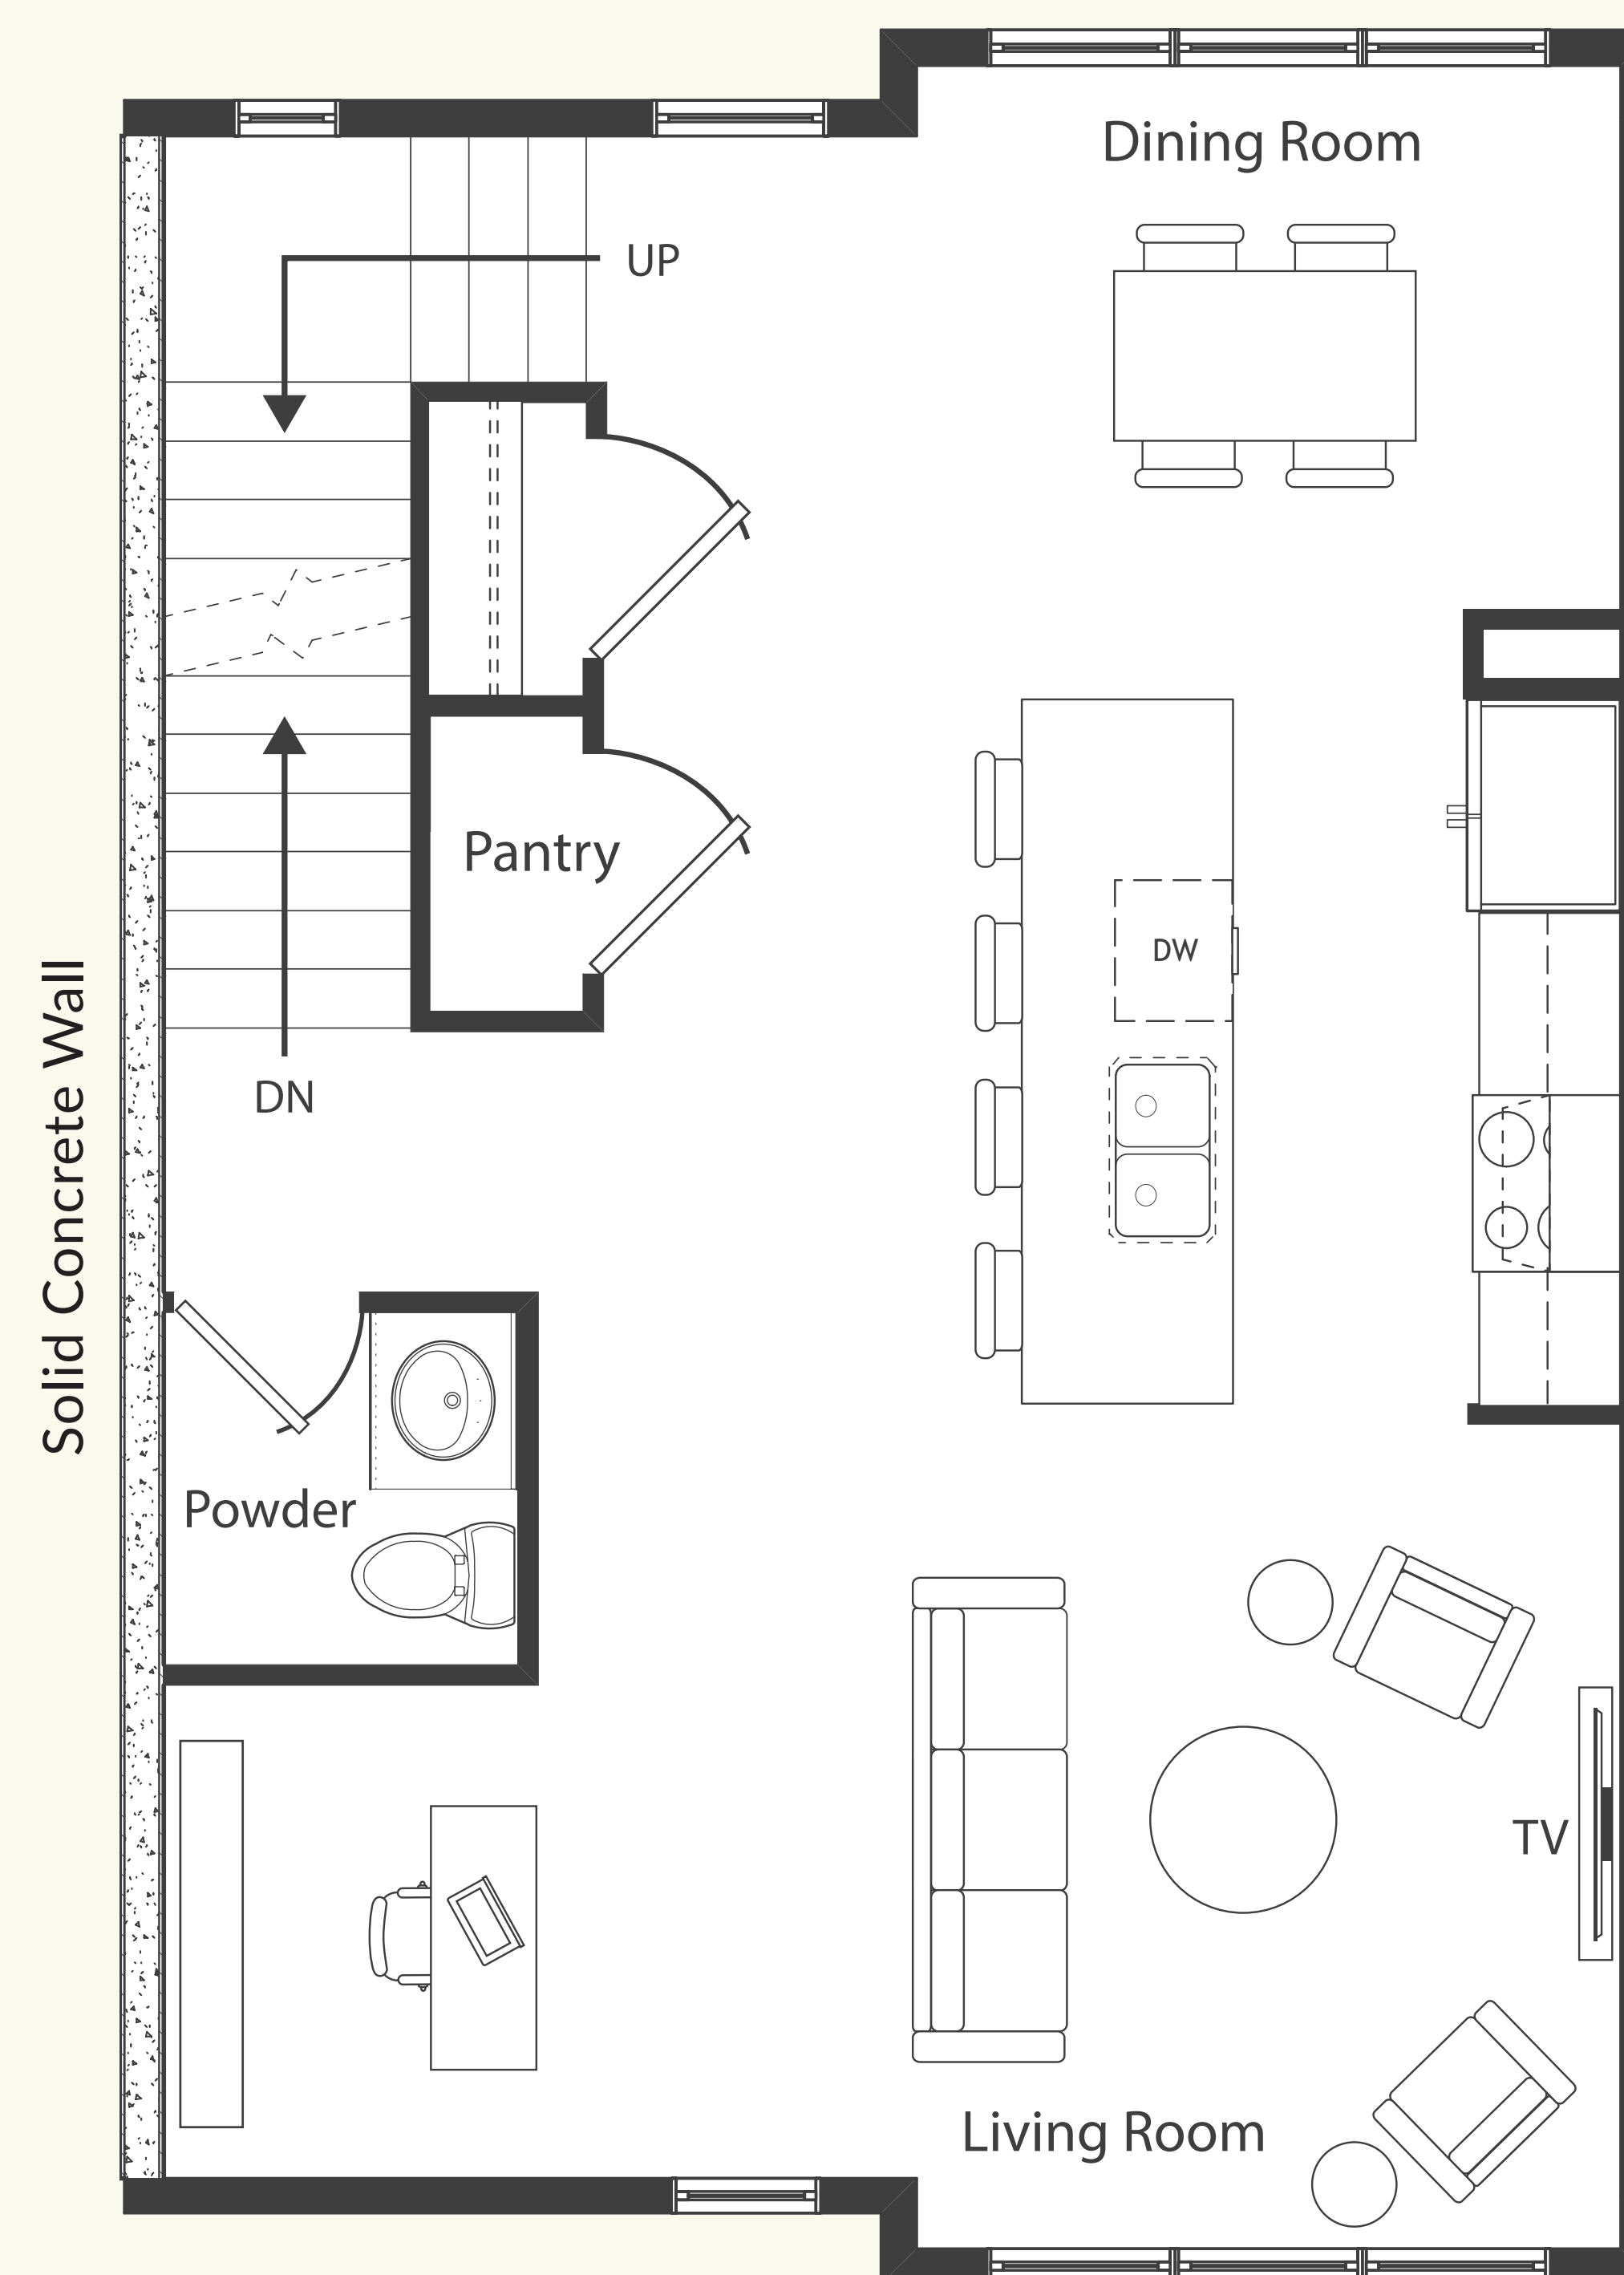 Dining Room
UP
Pantry
DW
Solid Concrete Wall
DN
Powder
TV
Living Room